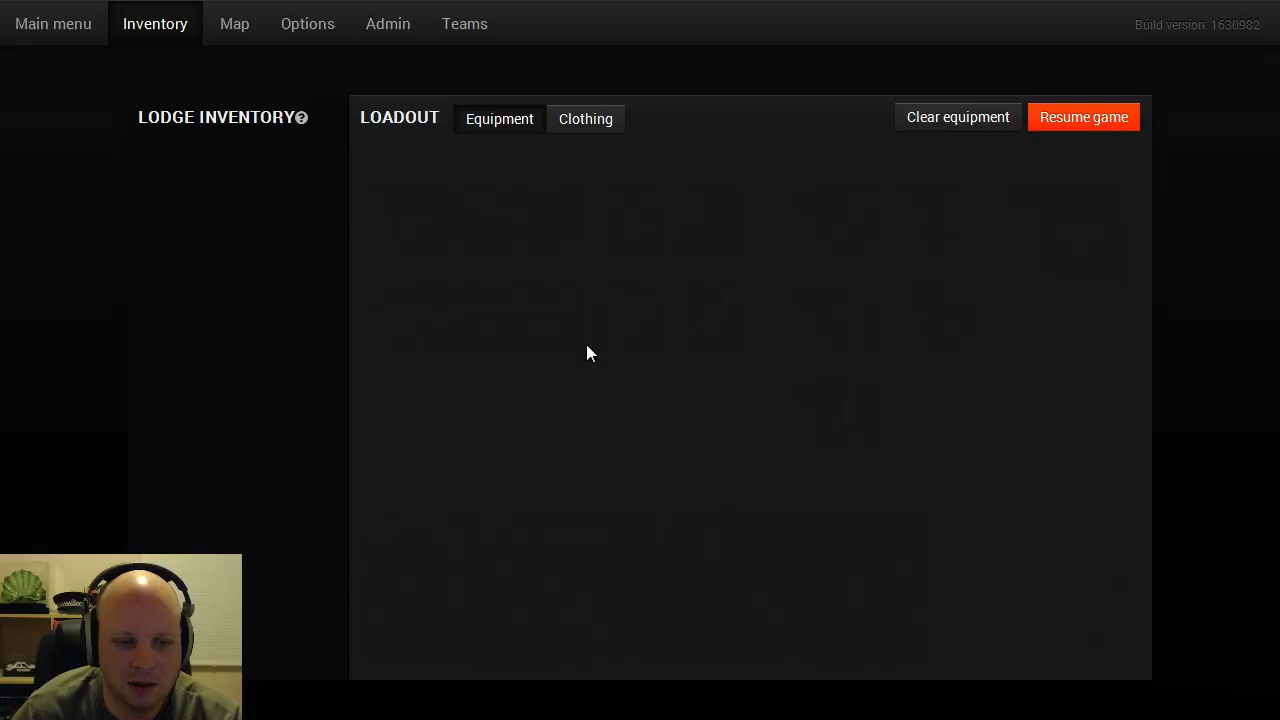 Main menu Inventory Map Options Admin Teams Build version: 1630982
LODGE INVENTORY LOADOUT Equipment Clothing Clear equipment Resume game